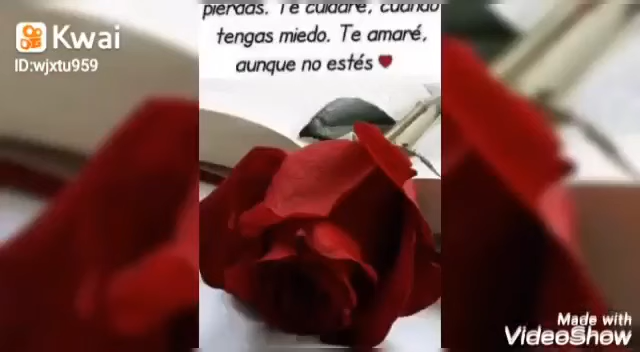 Kwai
ID:wjxtu959
pierdas. Te cuidaré, cuando
tengas miedo. Te amaré,
aunque no estés
Made with
VideoShow